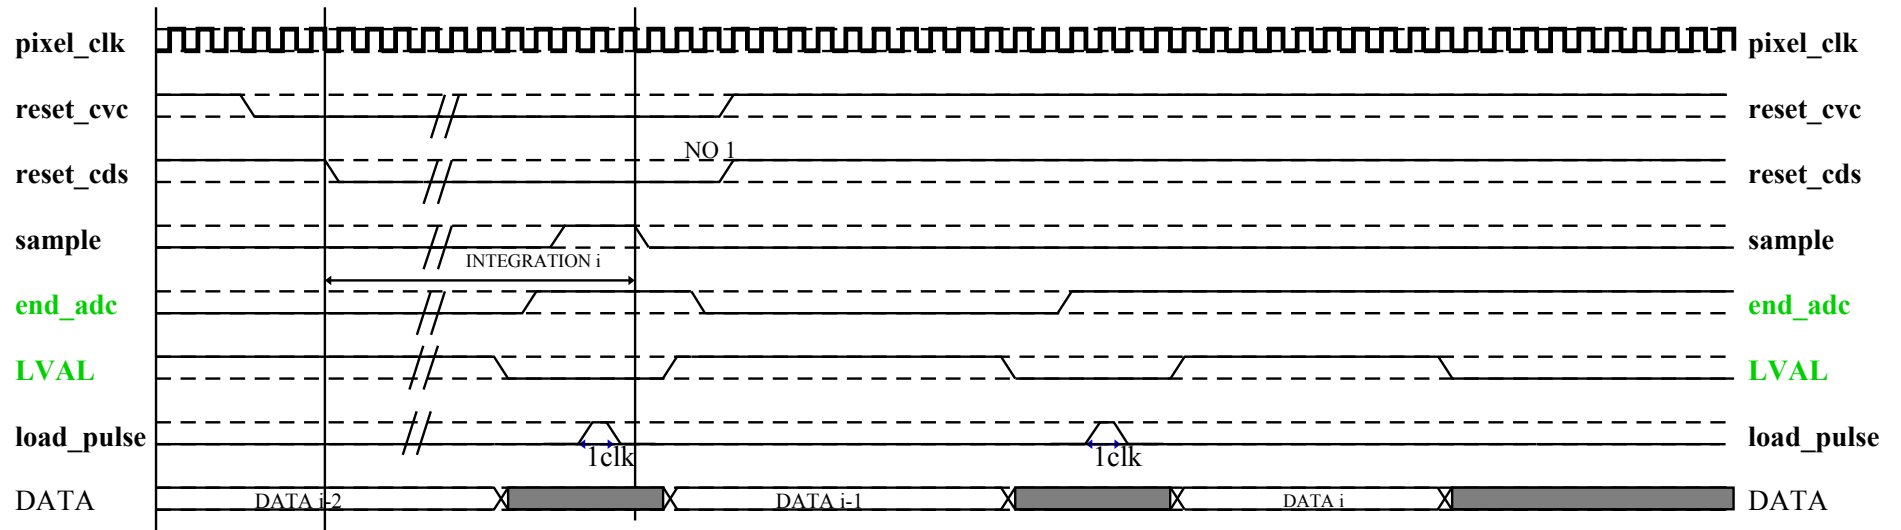 pixel_clk pixel_clk
reset_cvc reset_cvc
NO 1
reset_cds reset_cds
sample sample
INTEGRATION i
end_adc end_adc
LVAL LVAL
load_pulse load_pulse
1clk 1clk
DATA DATA i-2 DATA i-1 DATA i DATA